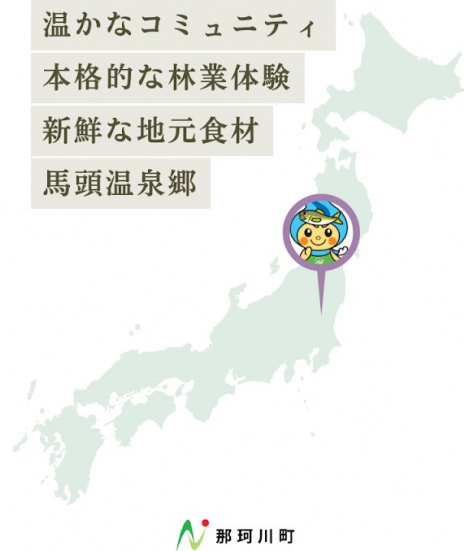 温かなコミュニティ
本格的な林業体験
新鮮な地元食材
馬頭温泉郷
那珂川町